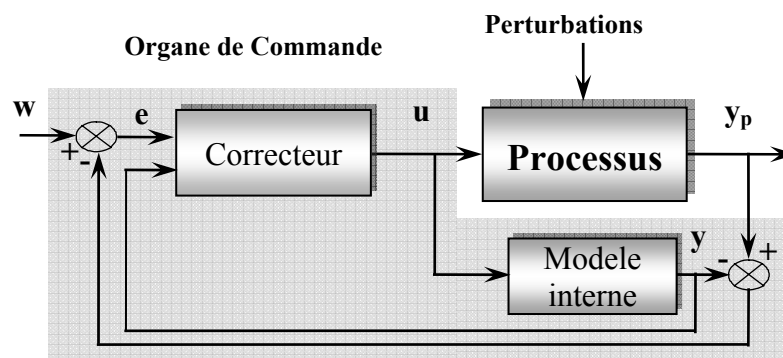 Perturbations
Organe de Commande
w
e
u
y_p
+
-
Correcteur
Processus
y
-
+
Modele
interne